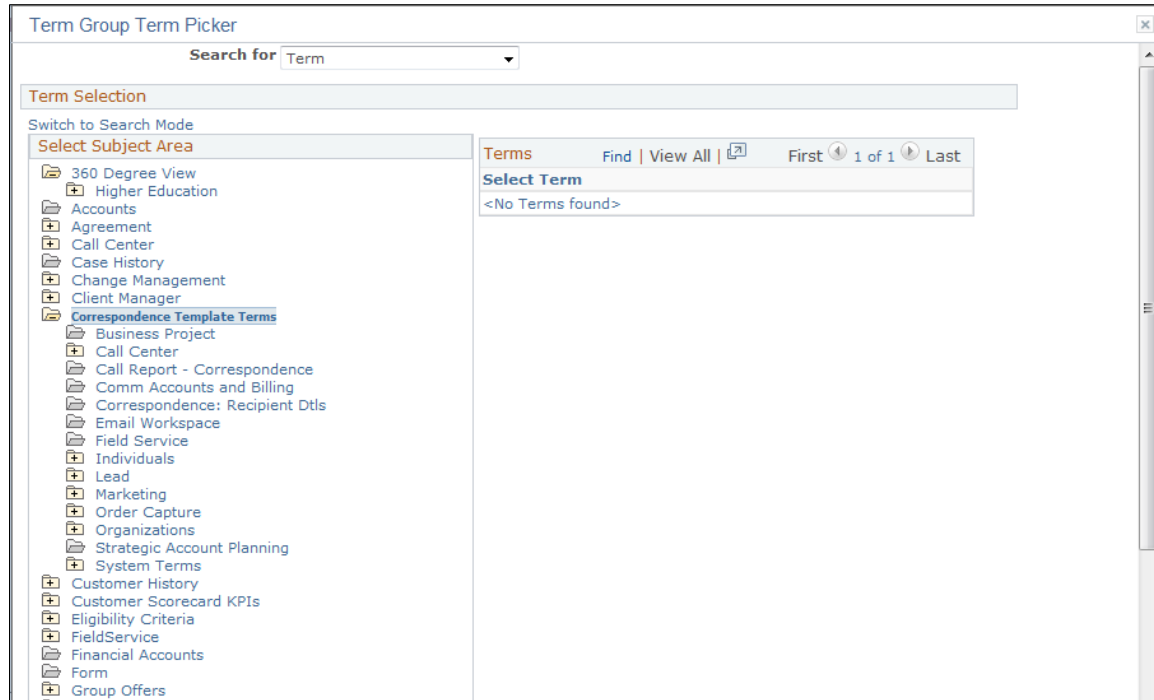 Term Group Term Picker
Search for Term
Term Selection
Switch to Search Mode
Select Subject Area
360 Degree View
Higher Education
Accounts
Agreement
Call Center
Case History
Change Management
Client Manager
Correspondence Template Terms
Business Project
Call Center
Call Report - Correspondence
Comm Accounts and Billing
Correspondence: Recipient Dtls
Email Workspace
Field Service
Individuals
Lead
Marketing
Order Capture
Organizations
Strategic Account Planning
System Terms
Customer History
Customer Scorecard KPIs
Eligibility Criteria
FieldService
Financial Accounts
Form
Group Offers
Terms Find | View All | First 1 of 1 Last
Select Term
<No Terms found>